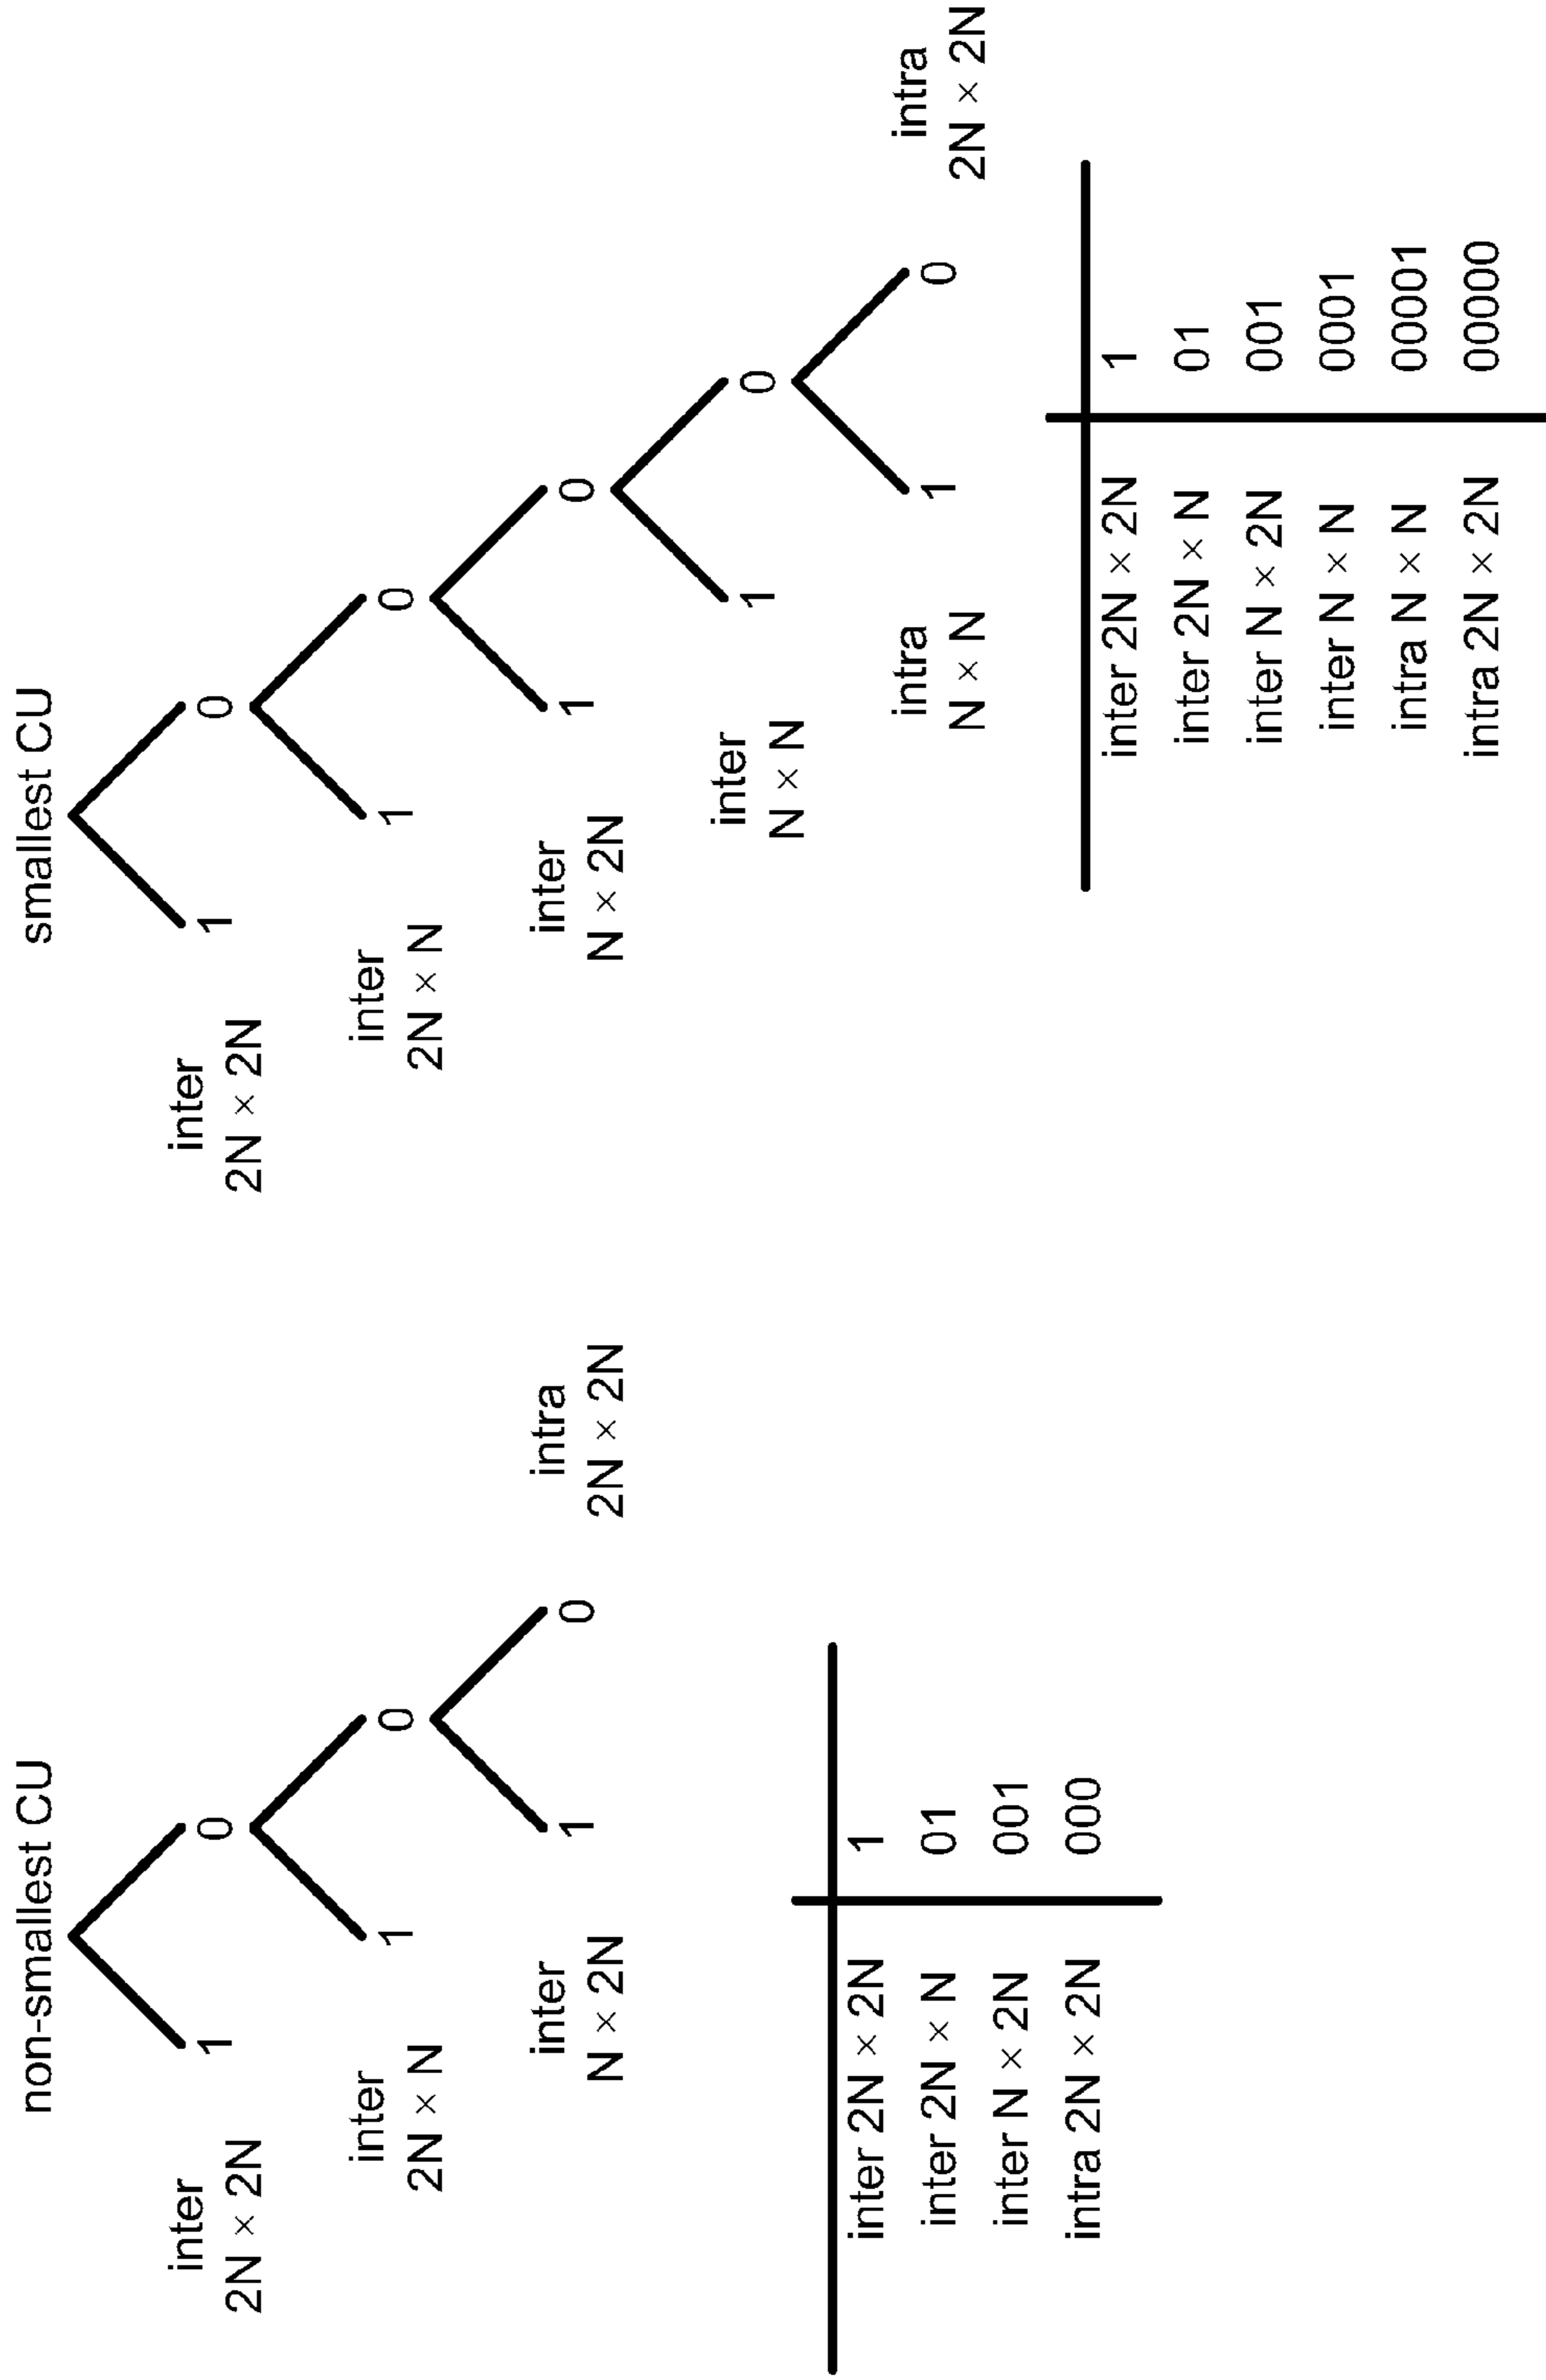 non-smallest CU
1
0
inter
2N × 2N
1
0
inter
2N × N
1
0
inter
N × 2N
intra
2N × 2N
inter 2N × 2N 1
inter 2N × N 01
inter N × 2N 001
intra 2N × 2N 000
smallest CU
1
0
inter
2N × 2N
1
0
inter
2N × N
1
0
inter
N × 2N
1
0
inter
N × N
1
0
intra
N × N
intra
2N × 2N
inter 2N × 2N 1
inter 2N × N 01
inter N × 2N 001
inter N × N 0001
intra N × N 00001
intra 2N × 2N 00000